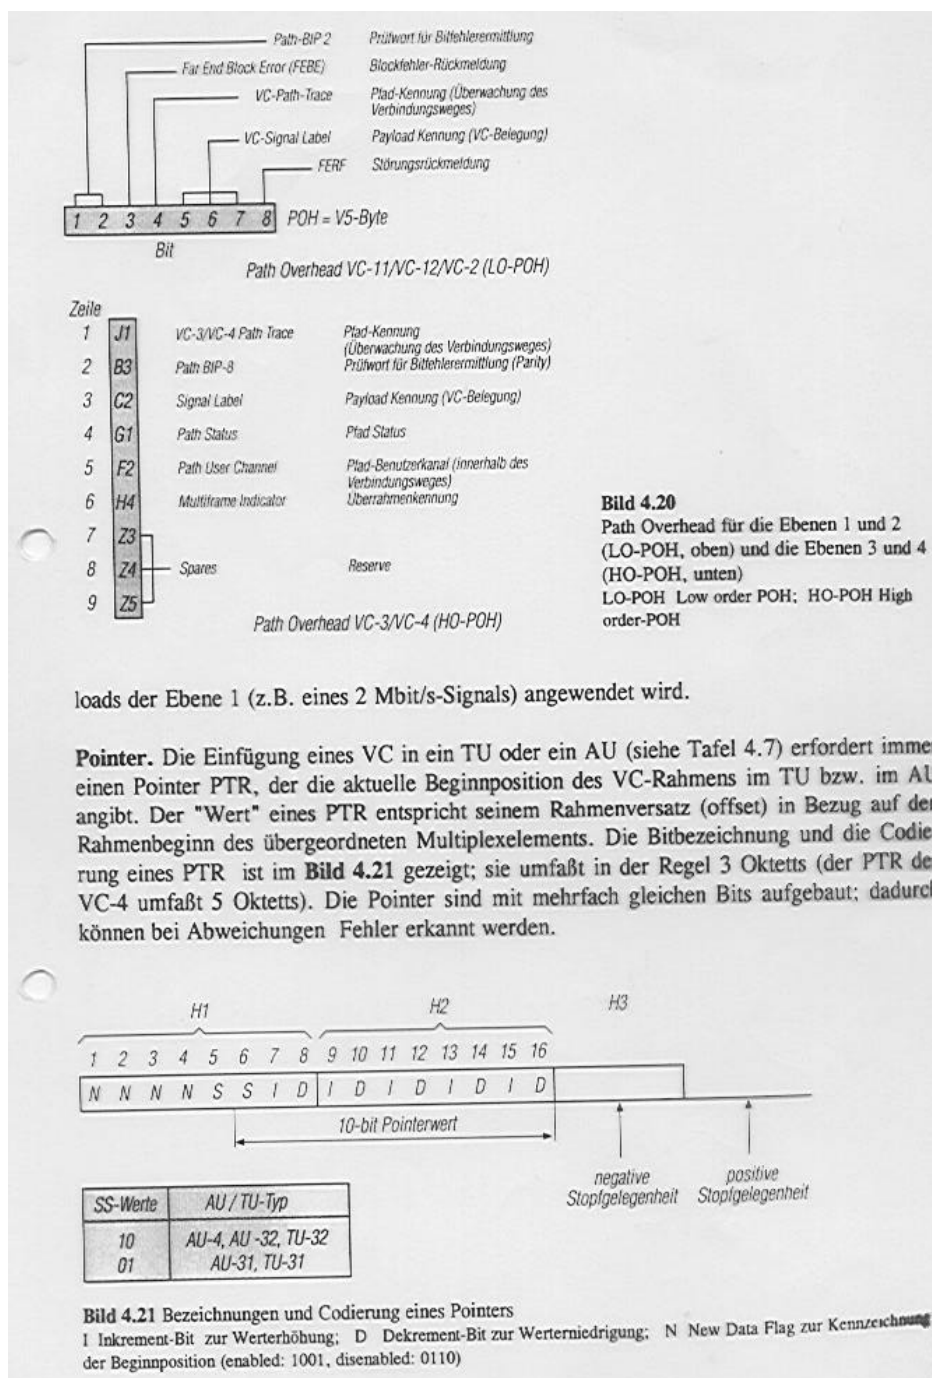 Path-BIP 2 Prüfwort für Bitfehlerermittlung
Far End Block Error (FEBE) Blockfehler-Rückmeldung
VC-Path-Trace Pfad-Kennung (Überwachung des
Verbindungsweges)
VC-Signal Label Payload Kennung (VC-Belegung)
FERF Störungsrückmeldung
1 2 3 4 5 6 7 8 POH = V5-Byte
Bit
Path Overhead VC-11/VC-12/VC-2 (LO-POH)
Zeile
1 J1 VC-3/VC-4 Path Trace Pfad-Kennung
(Überwachung des Verbindungsweges)
2 B3 Path BIP-8 Prüfwort für Bitfehlerermittlung (Parity)
3 C2 Signal Label Payload Kennung (VC-Belegung)
4 G1 Path Status Pfad Status
5 F2 Path User Channel Pfad-Benutzerkanal (innerhalb des
Verbindungsweges)
6 H4 Multiframe Indicator Überrahmenkennung
7 Z3
8 Z4 Spares Reserve
9 Z5
Path Overhead VC-3/VC-4 (HO-POH)
Bild 4.20
Path Overhead für die Ebenen 1 und 2
(LO-POH, oben) und die Ebenen 3 und 4
(HO-POH, unten)
LO-POH Low order POH; HO-POH High
order-POH
loads der Ebene 1 (z.B. eines 2 Mbit/s-Signals) angewendet wird.
Pointer. Die Einfügung eines VC in ein TU oder ein AU (siehe Tafel 4.7) erfordert imme
einen Pointer PTR, der die aktuelle Beginnposition des VC-Rahmens im TU bzw. im AU
angibt. Der "Wert" eines PTR entspricht seinem Rahmenversatz (offset) in Bezug auf den
Rahmenbeginn des übergeordneten Multiplexelements. Die Bitbezeichnung und die Codie
rung eines PTR ist im Bild 4.21 gezeigt; sie umfaßt in der Regel 3 Oktetts (der PTR de
VC-4 umfaßt 5 Oktetts). Die Pointer sind mit mehrfach gleichen Bits aufgebaut; dadurch
können bei Abweichungen Fehler erkannt werden.
H1 H2 H3
1 2 3 4 5 6 7 8 9 10 11 12 13 14 15 16
N N N N S S I D I D I D I D I D
10-bit Pointerwert
negative
Stopfgelegenheit
positive
Stopfgelegenheit
SS-Werte AU / TU-Typ
10 AU-4, AU-32, TU-32
01 AU-31, TU-31
Bild 4.21 Bezeichnungen und Codierung eines Pointers
I Inkrement-Bit zur Werterhöhung; D Dekrement-Bit zur Werterniedrigung; N New Data Flag zur Kennzeichnung
der Beginnposition (enabled: 1001, disenabled: 0110)